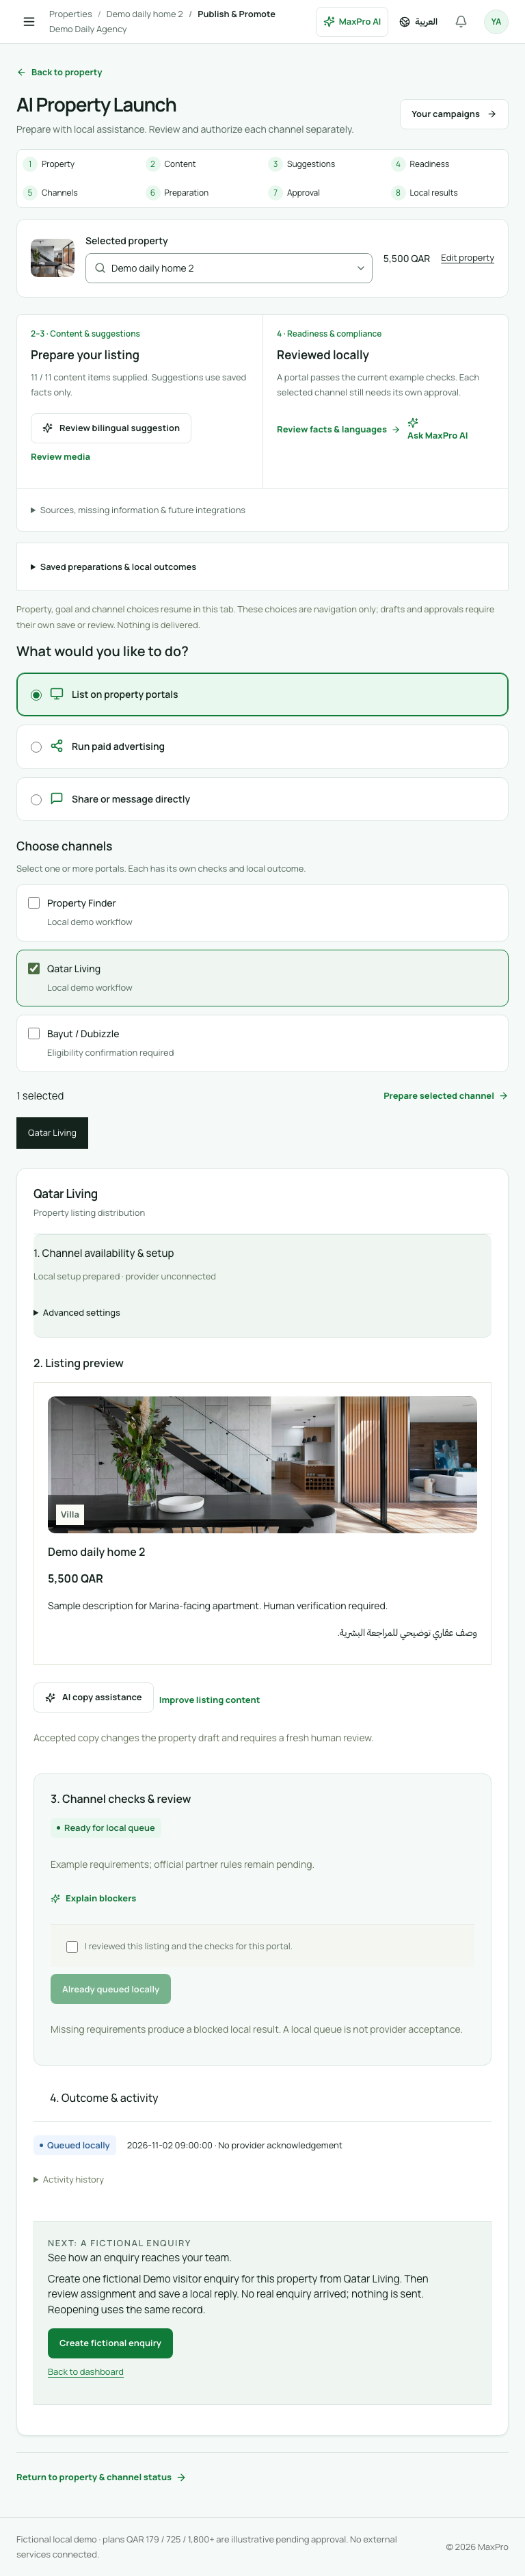 Properties / Demo daily home 2 / Publish & Promote
Demo Daily Agency
MaxPro AI
العربية
YA
Back to property
AI Property Launch
Prepare with local assistance. Review and authorize each channel separately.
Your campaigns
1 Property
2 Content
3 Suggestions
4 Readiness
5 Channels
6 Preparation
7 Approval
8 Local results
Selected property
Demo daily home 2
5,500 QAR
Edit property
2–3 · Content & suggestions
Prepare your listing
11 / 11 content items supplied. Suggestions use saved
facts only.
Review bilingual suggestion
Review media
4 · Readiness & compliance
Reviewed locally
A portal passes the current example checks. Each
selected channel still needs its own approval.
Review facts & languages
Ask MaxPro AI
Sources, missing information & future integrations
Saved preparations & local outcomes
Property, goal and channel choices resume in this tab. These choices are navigation only; drafts and approvals require
their own save or review. Nothing is delivered.
What would you like to do?
List on property portals
Run paid advertising
Share or message directly
Choose channels
Select one or more portals. Each has its own checks and local outcome.
Property Finder
Local demo workflow
Qatar Living
Local demo workflow
Bayut / Dubizzle
Eligibility confirmation required
1 selected
Prepare selected channel
Qatar Living
Qatar Living
Property listing distribution
1. Channel availability & setup
Local setup prepared · provider unconnected
Advanced settings
2. Listing preview
Villa
Demo daily home 2
5,500 QAR
Sample description for Marina-facing apartment. Human verification required.
وصف عقاري توضيحي للمراجعة البشرية.
AI copy assistance
Improve listing content
Accepted copy changes the property draft and requires a fresh human review.
3. Channel checks & review
Ready for local queue
Example requirements; official partner rules remain pending.
Explain blockers
I reviewed this listing and the checks for this portal.
Already queued locally
Missing requirements produce a blocked local result. A local queue is not provider acceptance.
4. Outcome & activity
Queued locally
2026-11-02 09:00:00 · No provider acknowledgement
Activity history
NEXT: A FICTIONAL ENQUIRY
See how an enquiry reaches your team.
Create one fictional Demo visitor enquiry for this property from Qatar Living. Then
review assignment and save a local reply. No real enquiry arrived; nothing is sent.
Reopening uses the same record.
Create fictional enquiry
Back to dashboard
Return to property & channel status
Fictional local demo · plans QAR 179 / 725 / 1,800+ are illustrative pending approval. No external
services connected.
© 2026 MaxPro